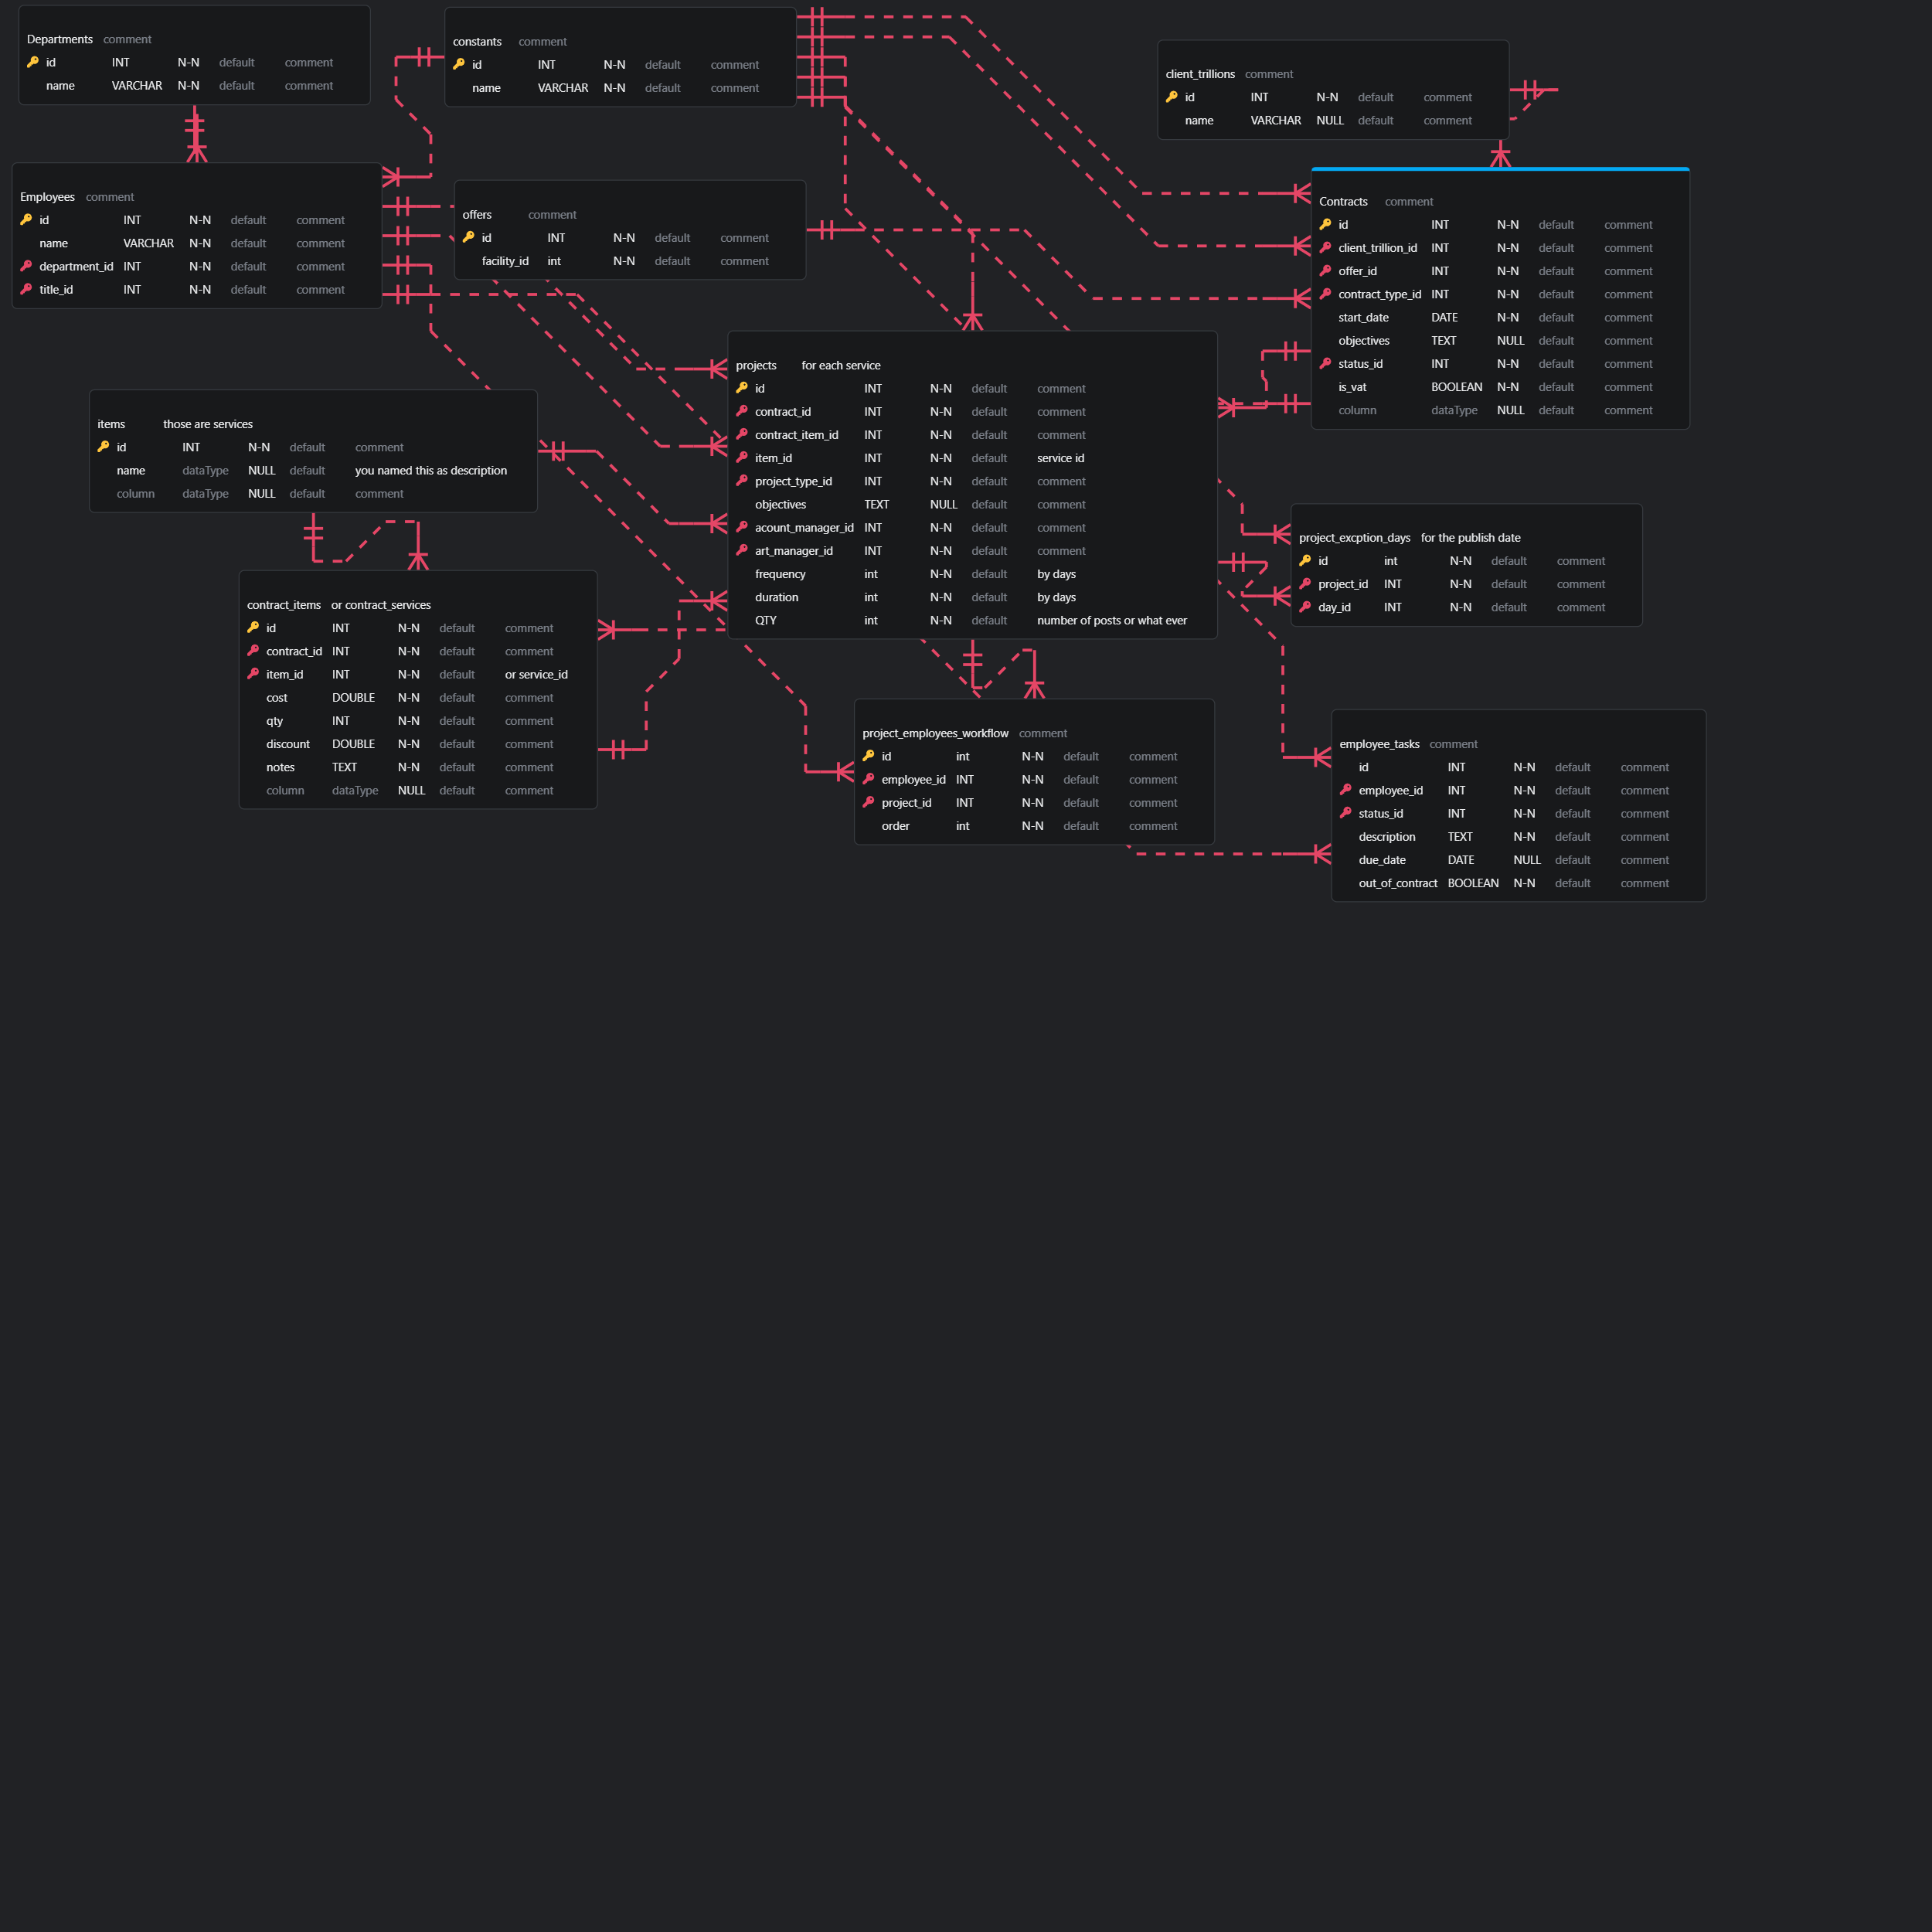 Departments comment
id INT N-N default comment
name VARCHAR N-N default comment
constants comment
id INT N-N default comment
name VARCHAR N-N default comment
client_trillions comment
id INT N-N default comment
name VARCHAR NULL default comment
Employees comment
id INT N-N default comment
name VARCHAR N-N default comment
department_id INT N-N default comment
title_id INT N-N default comment
offers comment
id INT N-N default comment
facility_id int N-N default comment
Contracts comment
id INT N-N default comment
client_trillion_id INT N-N default comment
offer_id INT N-N default comment
contract_type_id INT N-N default comment
start_date DATE N-N default comment
objectives TEXT NULL default comment
status_id INT N-N default comment
is_vat BOOLEAN N-N default comment
column dataType NULL default comment
projects for each service
id INT N-N default comment
contract_id INT N-N default comment
contract_item_id INT N-N default comment
item_id INT N-N default service id
project_type_id INT N-N default comment
objectives TEXT NULL default comment
acount_manager_id INT N-N default comment
art_manager_id INT N-N default comment
frequency int N-N default by days
duration int N-N default by days
QTY int N-N default number of posts or what ever
items those are services
id INT N-N default comment
name dataType NULL default you named this as description
column dataType NULL default comment
project_excption_days for the publish date
id int N-N default comment
project_id INT N-N default comment
day_id INT N-N default comment
contract_items or contract_services
id INT N-N default comment
contract_id INT N-N default comment
item_id INT N-N default or service_id
cost DOUBLE N-N default comment
qty INT N-N default comment
discount DOUBLE N-N default comment
notes TEXT N-N default comment
column dataType NULL default comment
project_employees_workflow comment
id int N-N default comment
employee_id INT N-N default comment
project_id INT N-N default comment
order int N-N default comment
employee_tasks comment
id INT N-N default comment
employee_id INT N-N default comment
status_id INT N-N default comment
description TEXT N-N default comment
due_date DATE NULL default comment
out_of_contract BOOLEAN N-N default comment